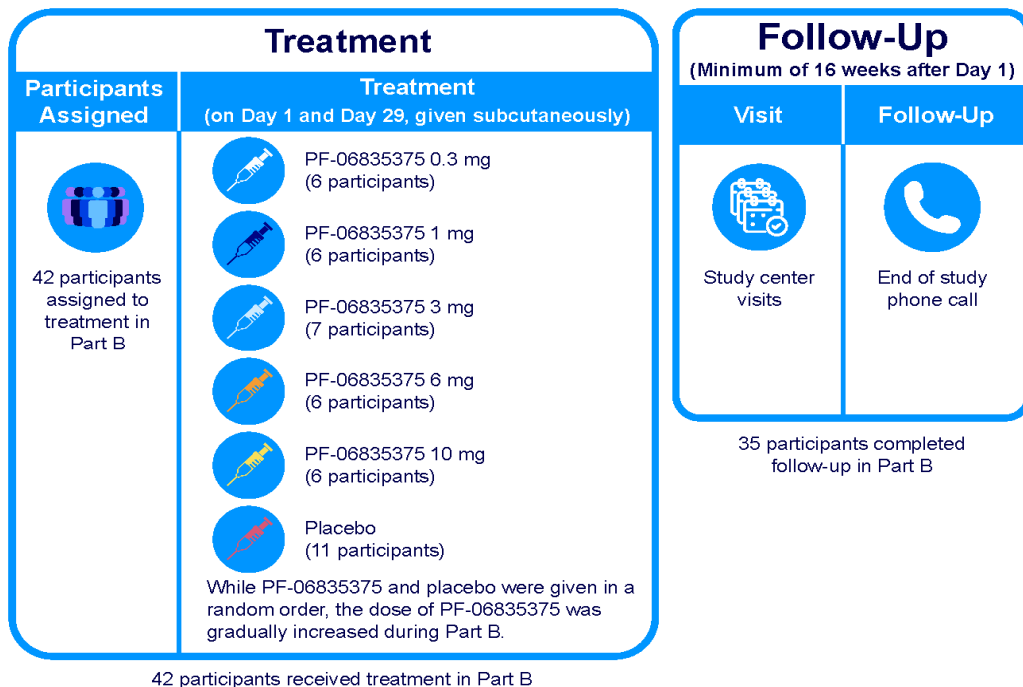 Treatment
Participants
Assigned
Treatment
(on Day 1 and Day 29, given subcutaneously)
42 participants
assigned to
treatment in
Part B
PF-06835375 0.3 mg
(6 participants)
PF-06835375 1 mg
(6 participants)
PF-06835375 3 mg
(7 participants)
PF-06835375 6 mg
(6 participants)
PF-06835375 10 mg
(6 participants)
Placebo
(11 participants)
While PF-06835375 and placebo were given in a
random order, the dose of PF-06835375 was
gradually increased during Part B.
42 participants received treatment in Part B
Follow-Up
(Minimum of 16 weeks after Day 1)
Visit
Follow-Up
Study center
visits
End of study
phone call
35 participants completed
follow-up in Part B